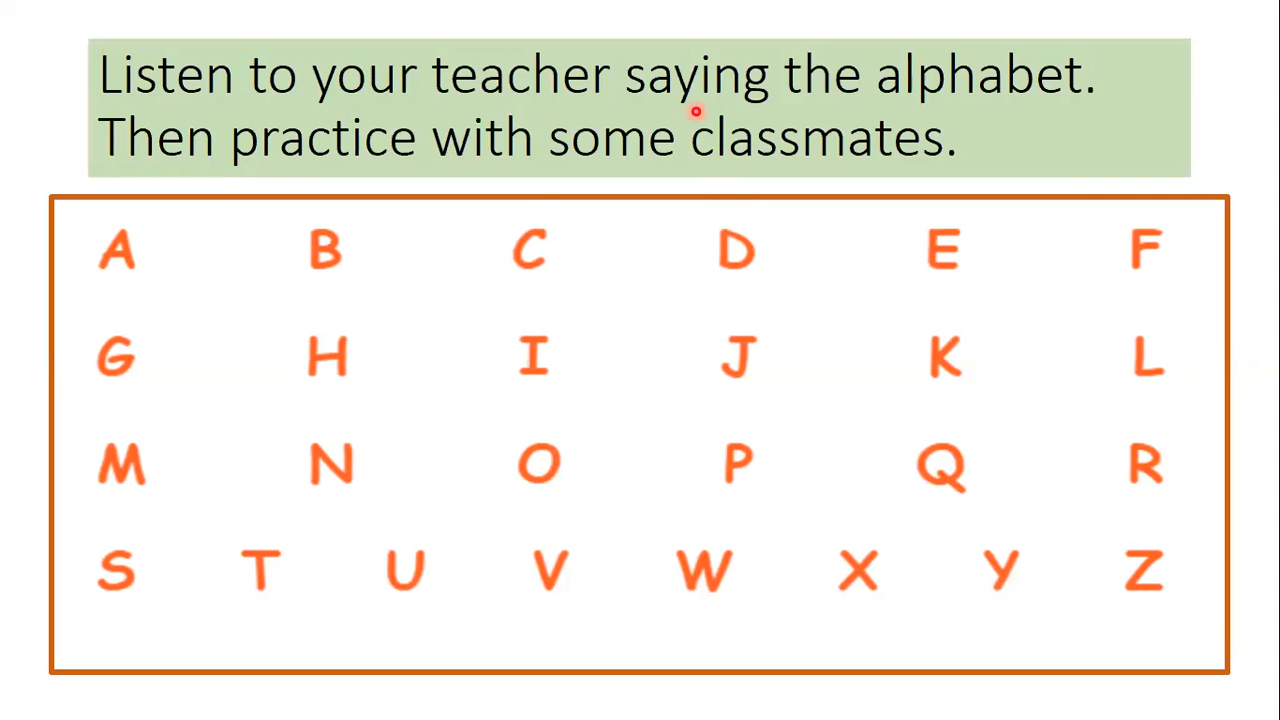 Listen to your teacher saying the alphabet.
Then practice with some classmates.
A B C D E F
G H I J K L
M N O P Q R
S T U V W X Y Z